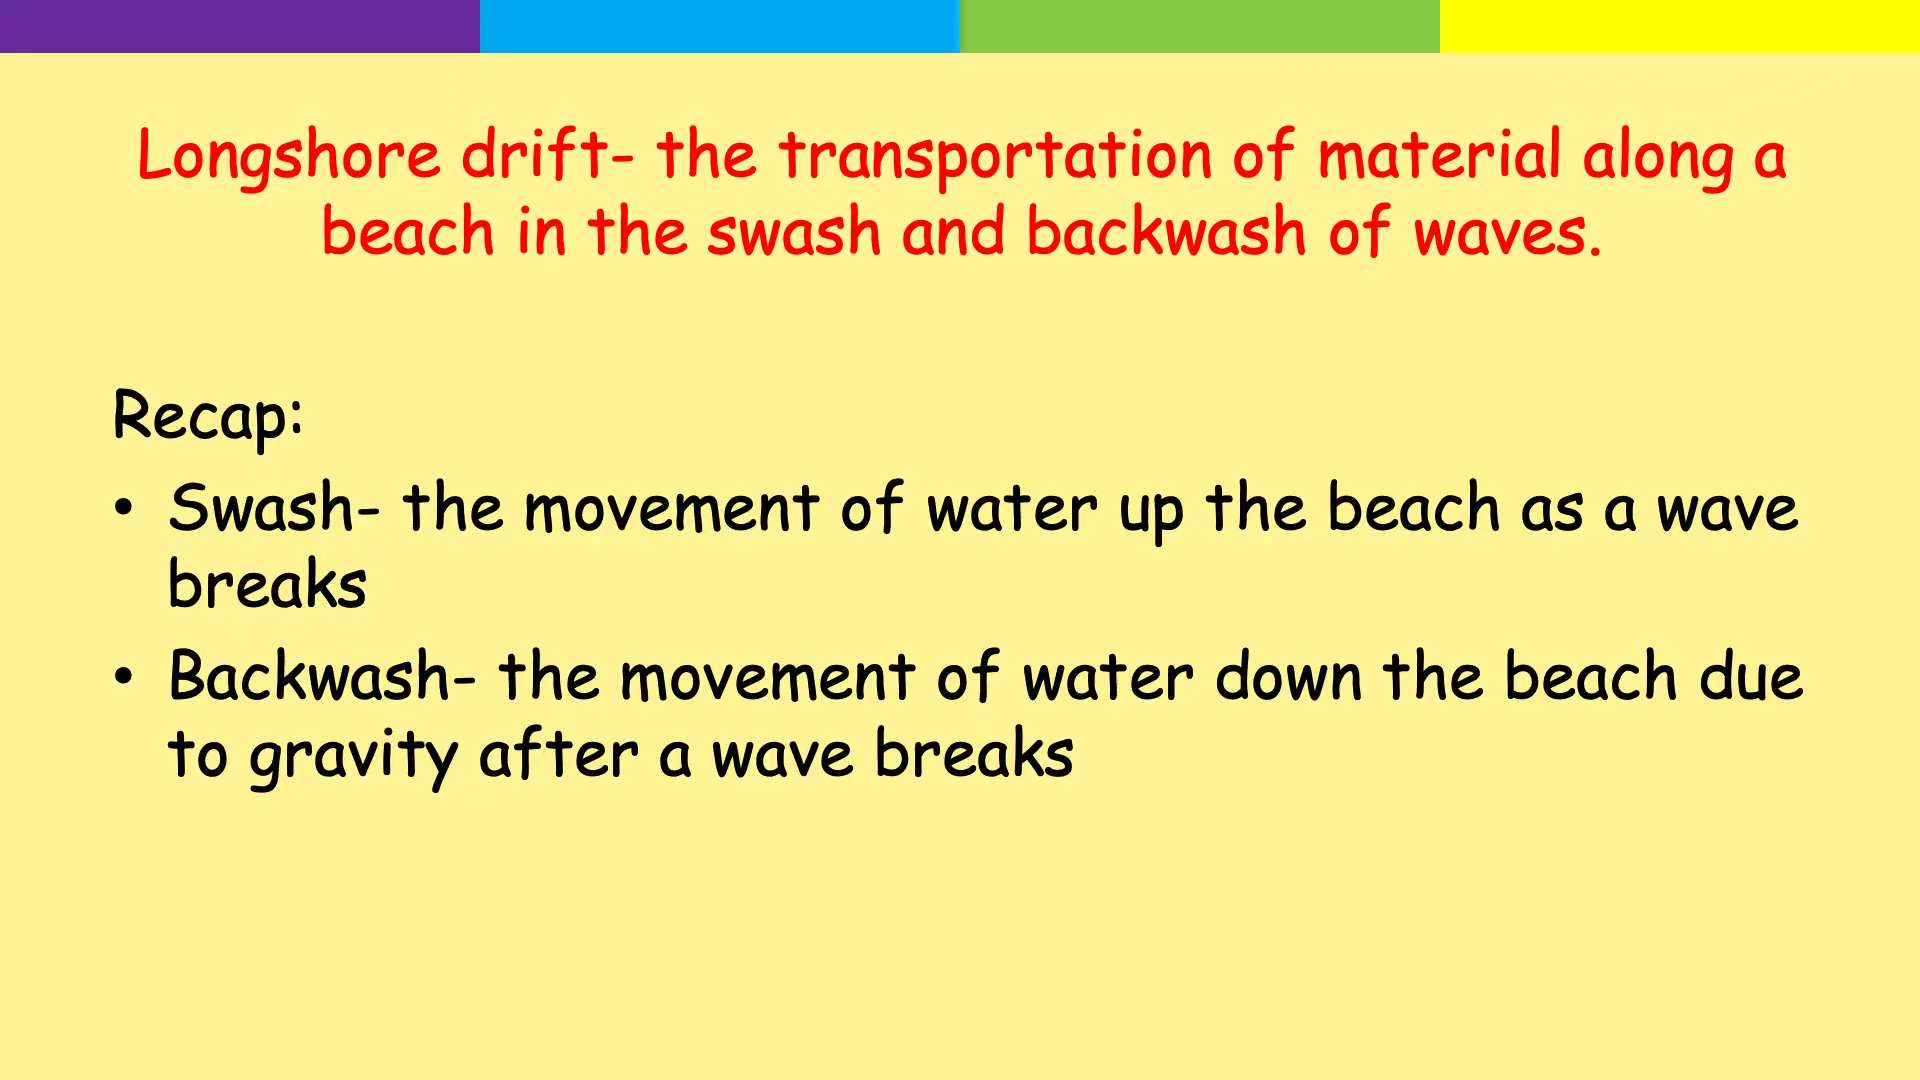 Longshore drift- the transportation of material along a
beach in the swash and backwash of waves.
Recap:
• Swash- the movement of water up the beach as a wave
breaks
• Backwash- the movement of water down the beach due
to gravity after a wave breaks